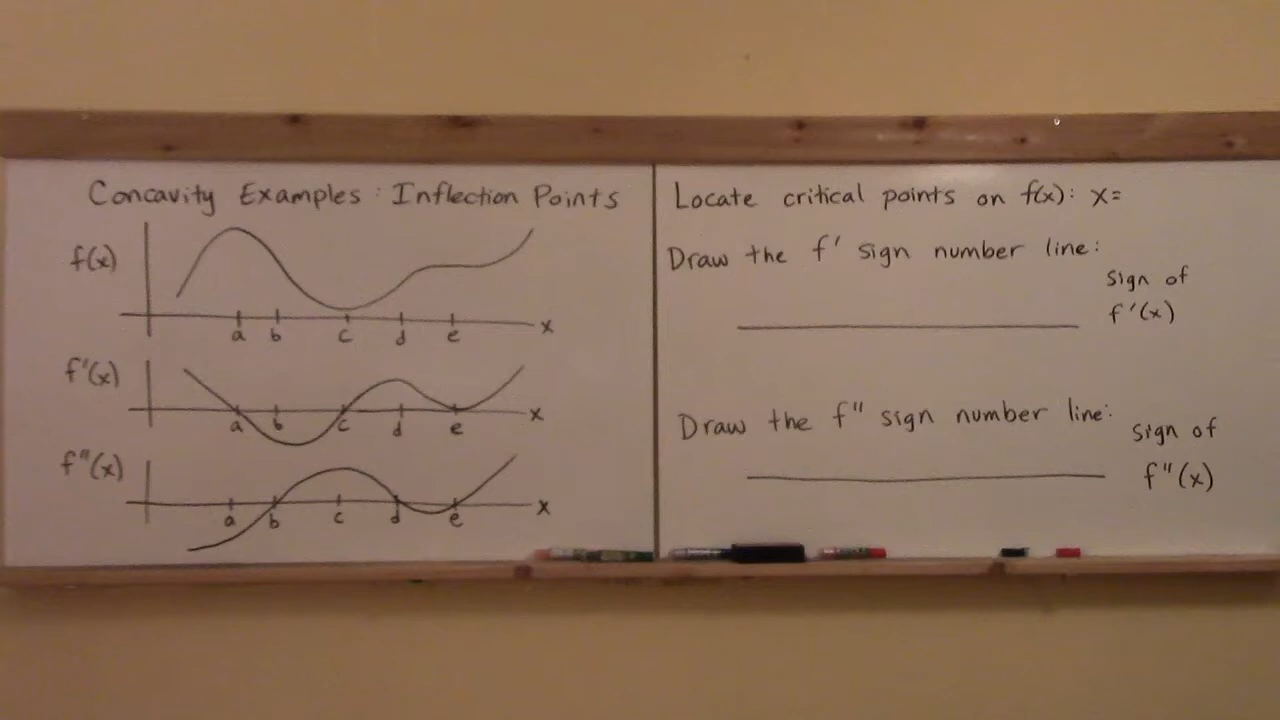 Concavity Examples: Inflection Points
f(x)
a b c d e x
f'(x)
a b c d e x
f"(x)
a b c d e x
Locate critical points on f(x): x=
Draw the f' sign number line:
sign of
f'(x)
Draw the f" sign number line:
sign of
f"(x)